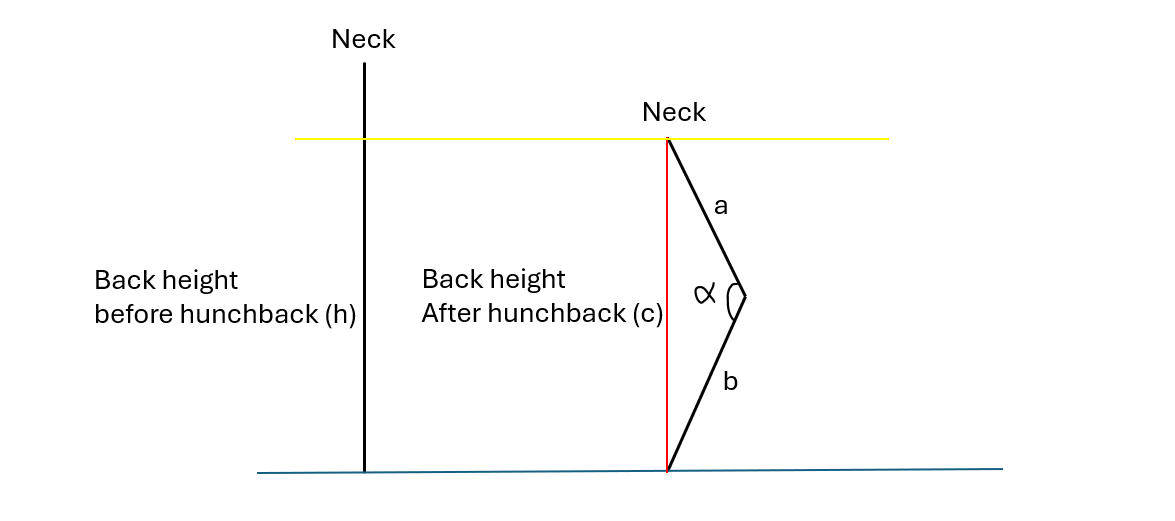 Neck
Neck
a
Back height
before hunchback (h)
Back height
After hunchback (c)
α
b